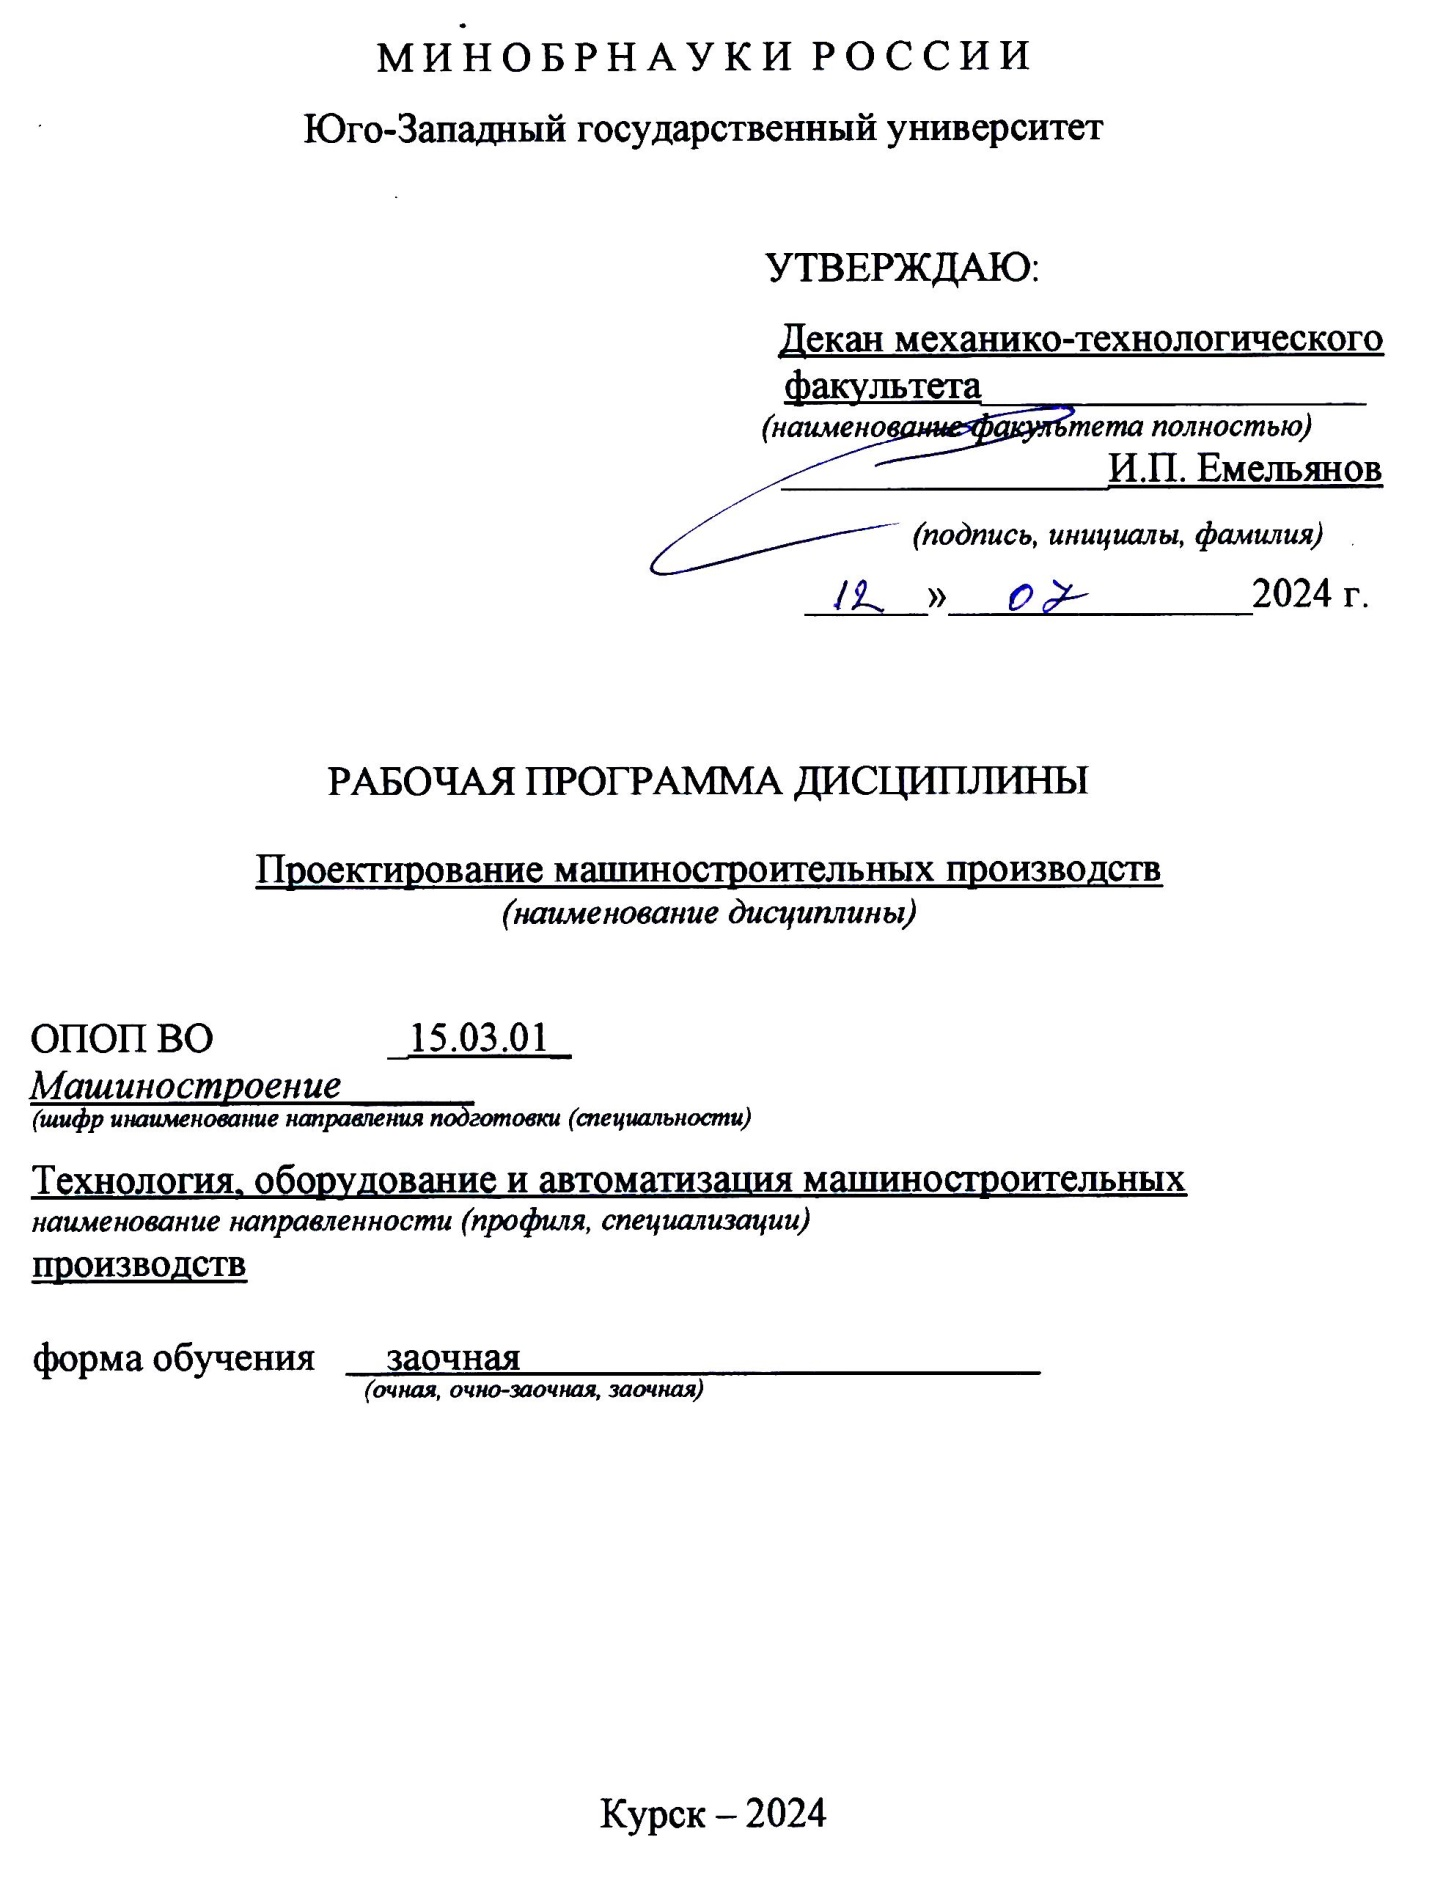 МИНОБРНАУКИ РОССИИ
Юго-Западный государственный университет
УТВЕРЖДАЮ:
Декан механико-технологического
факультета
(наименование факультета полностью)
И.П. Емельянов
(подпись, инициалы, фамилия)
12 » 07 2024 г.
РАБОЧАЯ ПРОГРАММА ДИСЦИПЛИНЫ
Проектирование машиностроительных производств
(наименование дисциплины)
ОПОП ВО 15.03.01
Машиностроение
(шифр инаименование направления подготовки (специальности)
Технология, оборудование и автоматизация машиностроительных
наименование направленности (профиля, специализации)
производств
форма обучения заочная
(очная, очно-заочная, заочная)
Курск – 2024